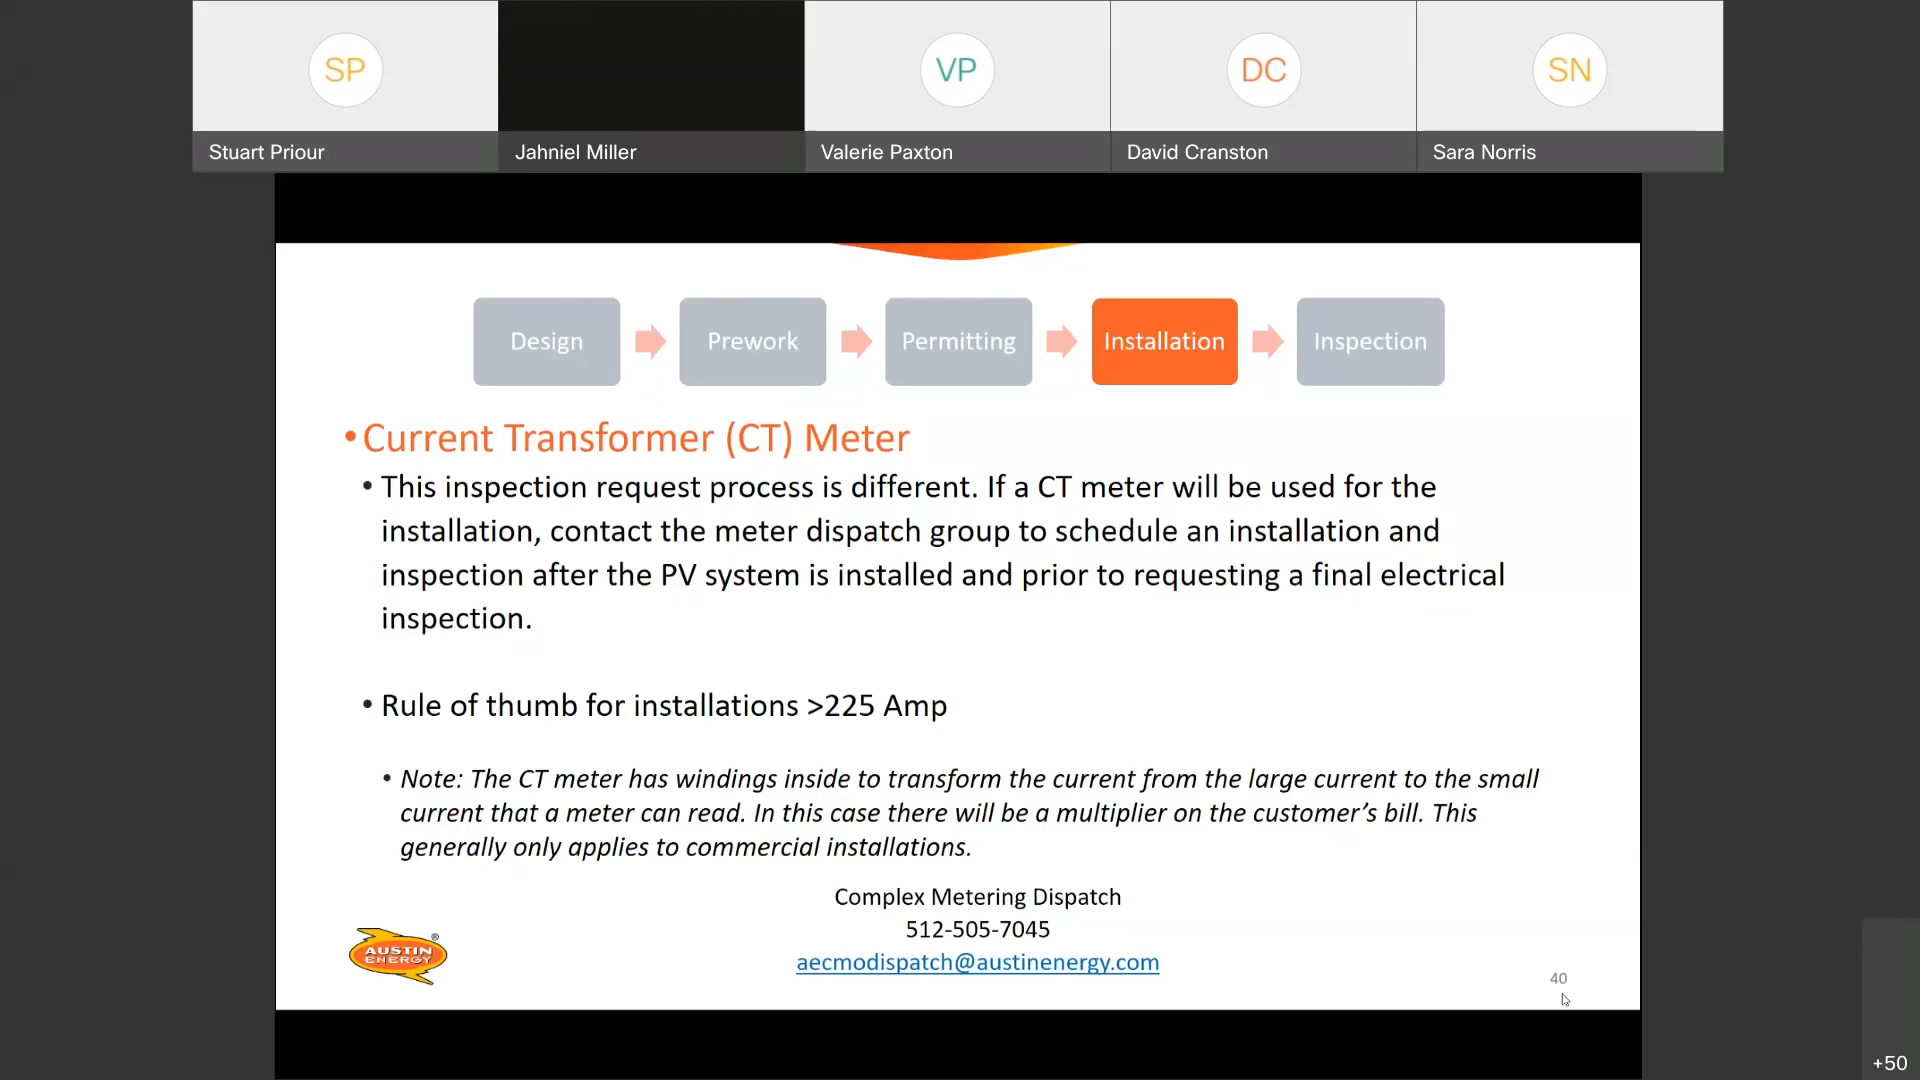 SP
VP
DC
SN
Stuart Priour
Jahniel Miller
Valerie Paxton
David Cranston
Sara Norris
Design
Prework
Permitting
Installation
Inspection
•Current Transformer (CT) Meter
• This inspection request process is different. If a CT meter will be used for the
installation, contact the meter dispatch group to schedule an installation and
inspection after the PV system is installed and prior to requesting a final electrical
inspection.
• Rule of thumb for installations >225 Amp
• Note: The CT meter has windings inside to transform the current from the large current to the small
current that a meter can read. In this case there will be a multiplier on the customer’s bill. This
generally only applies to commercial installations.
Complex Metering Dispatch
512-505-7045
aecmodispatch@austinenergy.com
AUSTIN
ENERGY
®
40
+50